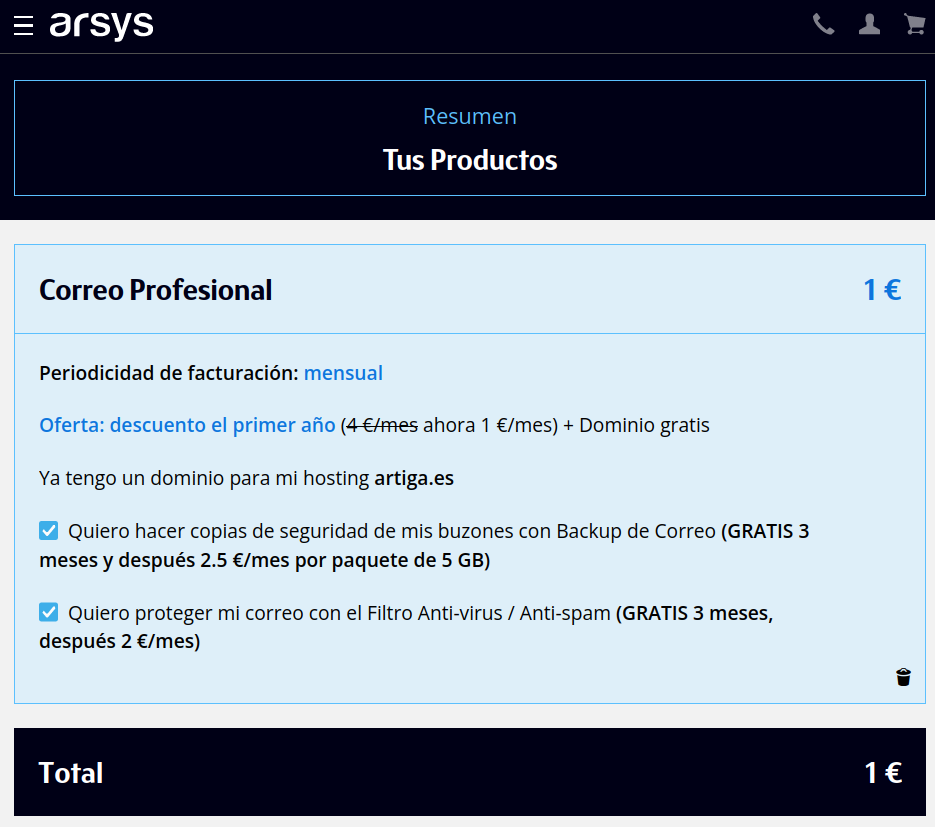 arsys
Resumen
Tus Productos
Correo Profesional
1 €
Periodicidad de facturación: mensual
Oferta: descuento el primer año (4 €/mes ahora 1 €/mes) + Dominio gratis
Ya tengo un dominio para mi hosting artiga.es
Quiero hacer copias de seguridad de mis buzones con Backup de Correo (GRATIS 3
meses y después 2.5 €/mes por paquete de 5 GB)
Quiero proteger mi correo con el Filtro Anti-virus / Anti-spam (GRATIS 3 meses,
después 2 €/mes)
Total
1 €